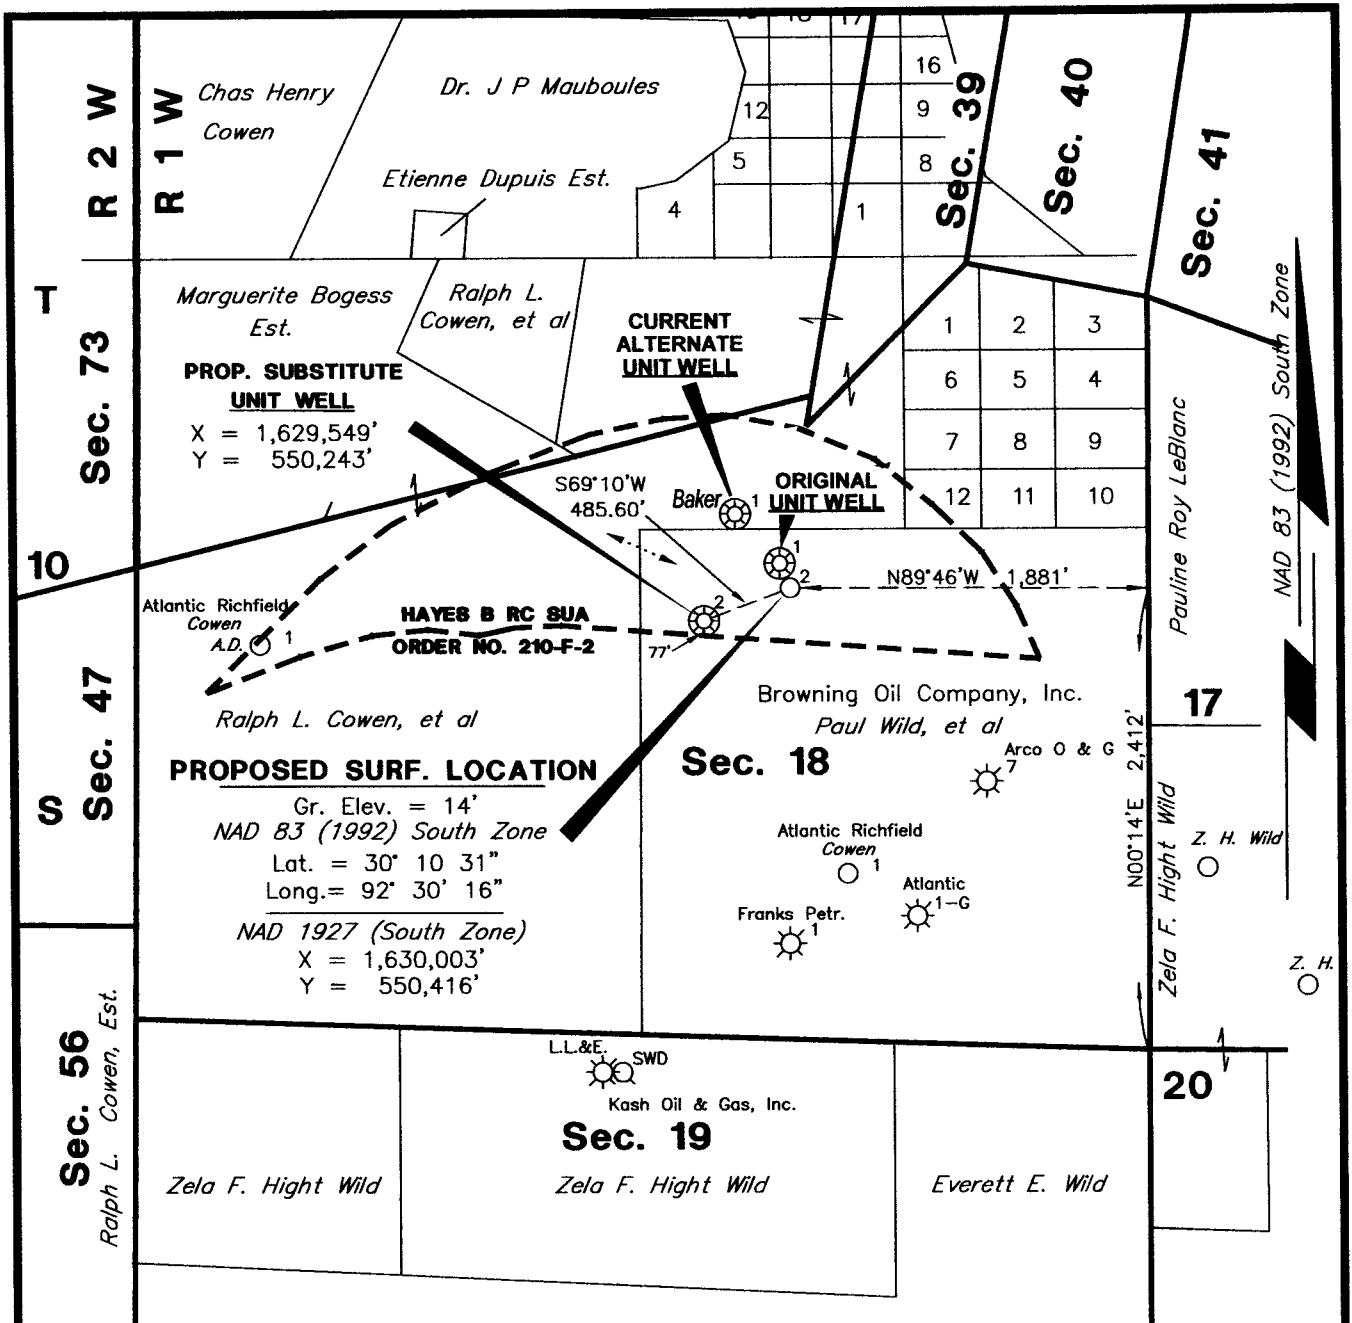 17
16
12
9
5
8
4
1
R 2 W
R 1 W
Chas Henry
Cowen
Dr. J P Mauboules
Etienne Dupuis Est.
Sec. 39
Sec. 40
Sec. 41
T
10
S
Sec. 73
Sec. 47
Marguerite Bogess
Est.
Ralph L.
Cowen, et al
CURRENT
ALTERNATE
UNIT WELL
PROP. SUBSTITUTE
UNIT WELL
X = 1,629,549'
Y = 550,243'
1 2 3
6 5 4
7 8 9
12 11 10
S69°10'W
485.60'
Baker 1
ORIGINAL
UNIT WELL
1
2
N89°46'W 1,881'
2
77'
Atlantic Richfield
Cowen
A.D. 1
HAYES B RC SUA
ORDER NO. 210-F-2
Pauline Roy LeBlanc
NAD 83 (1992) South Zone
Ralph L. Cowen, et al
Browning Oil Company, Inc.
Paul Wild, et al
Sec. 18
17
Arco O & G
7
N00°14'E 2,412'
PROPOSED SURF. LOCATION
Gr. Elev. = 14'
NAD 83 (1992) South Zone
Lat. = 30° 10 31"
Long.= 92° 30' 16"
NAD 1927 (South Zone)
X = 1,630,003'
Y = 550,416'
Atlantic Richfield
Cowen
1
Atlantic
1-G
Franks Petr.
1
Zela F. Hight Wild
Z. H. Wild
Z. H.
Sec. 56
Ralph L. Cowen, Est.
L.L.&E.
SWD
Kash Oil & Gas, Inc.
Sec. 19
20
Zela F. Hight Wild
Zela F. Hight Wild
Everett E. Wild